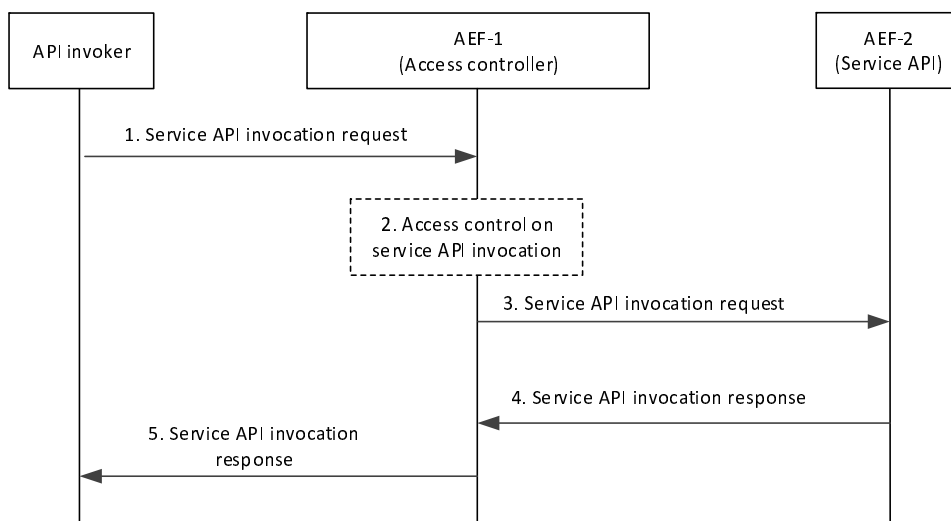 API invoker
AEF-1
(Access controller)
AEF-2
(Service API)
1. Service API invocation request
2. Access control on
service API invocation
3. Service API invocation request
4. Service API invocation response
5. Service API invocation
response